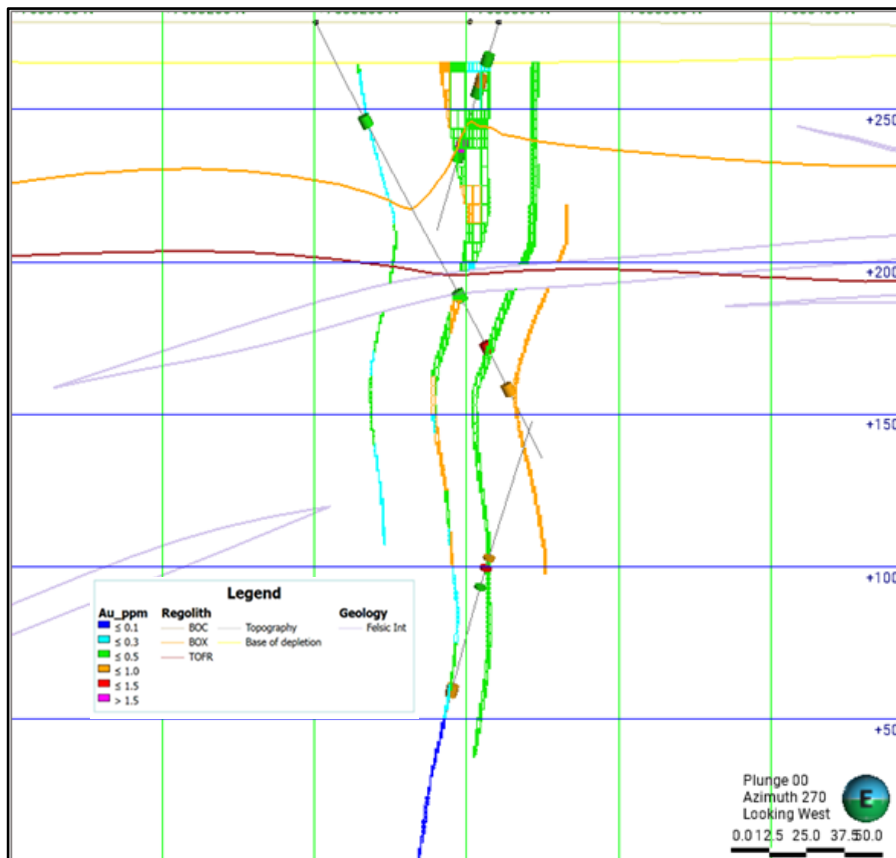 +250
+200
+150
+100
+50
Legend
Au_ppm Regolith Geology
≤ 0.1 BOC Topography Felsic Int
≤ 0.3 BOX Base of depletion
≤ 0.5 TOFR
≤ 1.0
≤ 1.5
> 1.5
Plunge 00
Azimuth 270
Looking West
E
0.0 12.5 25.0 37.5 50.0